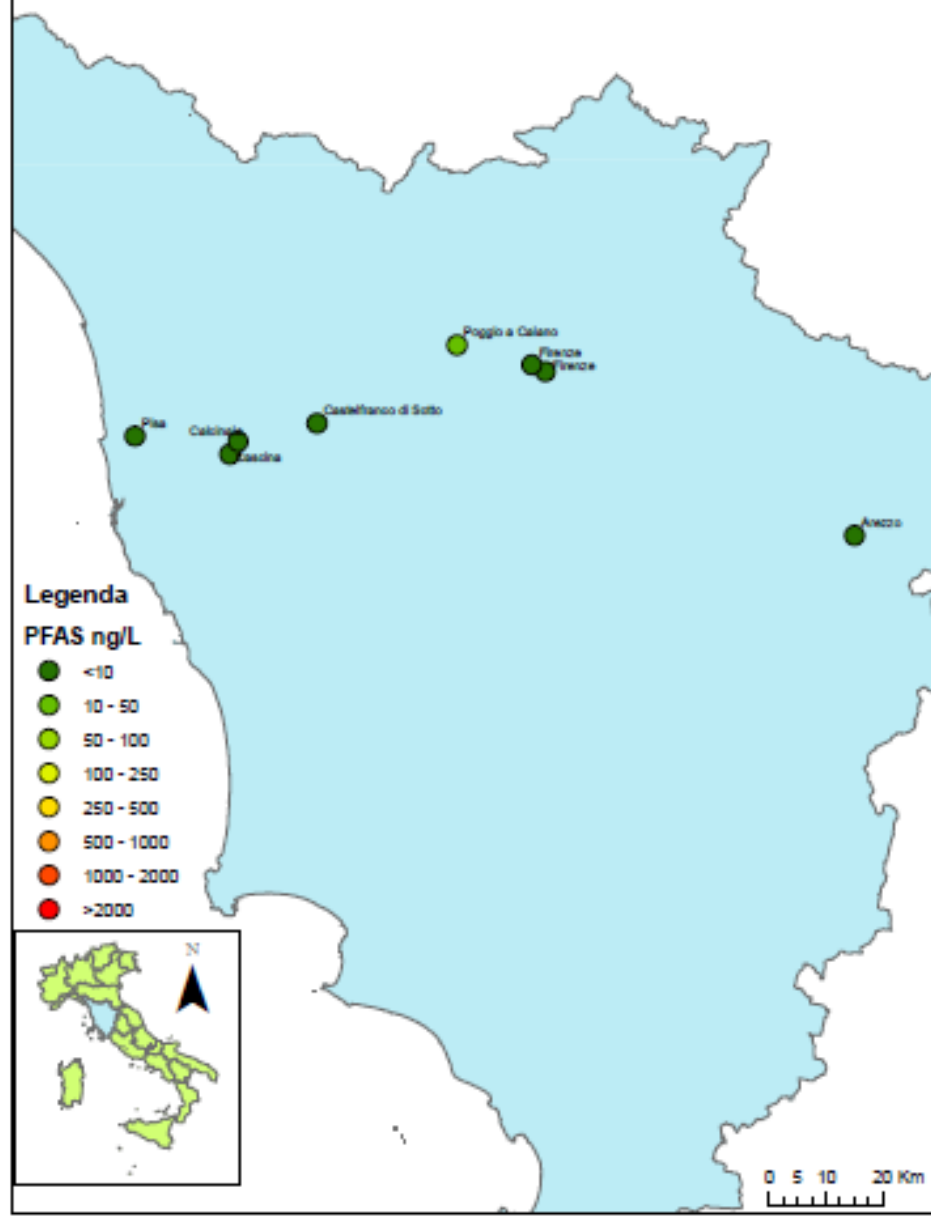 Poggio a Caiano
Firenze
Firenze
Castelfranco di Sotto
Pisa
Calcinaia
Arezzo
Legenda
PFAS ng/L
<10
10 - 50
50 - 100
100 - 250
250 - 500
500 - 1000
1000 - 2000
>2000
N
0 5 10 20 Km